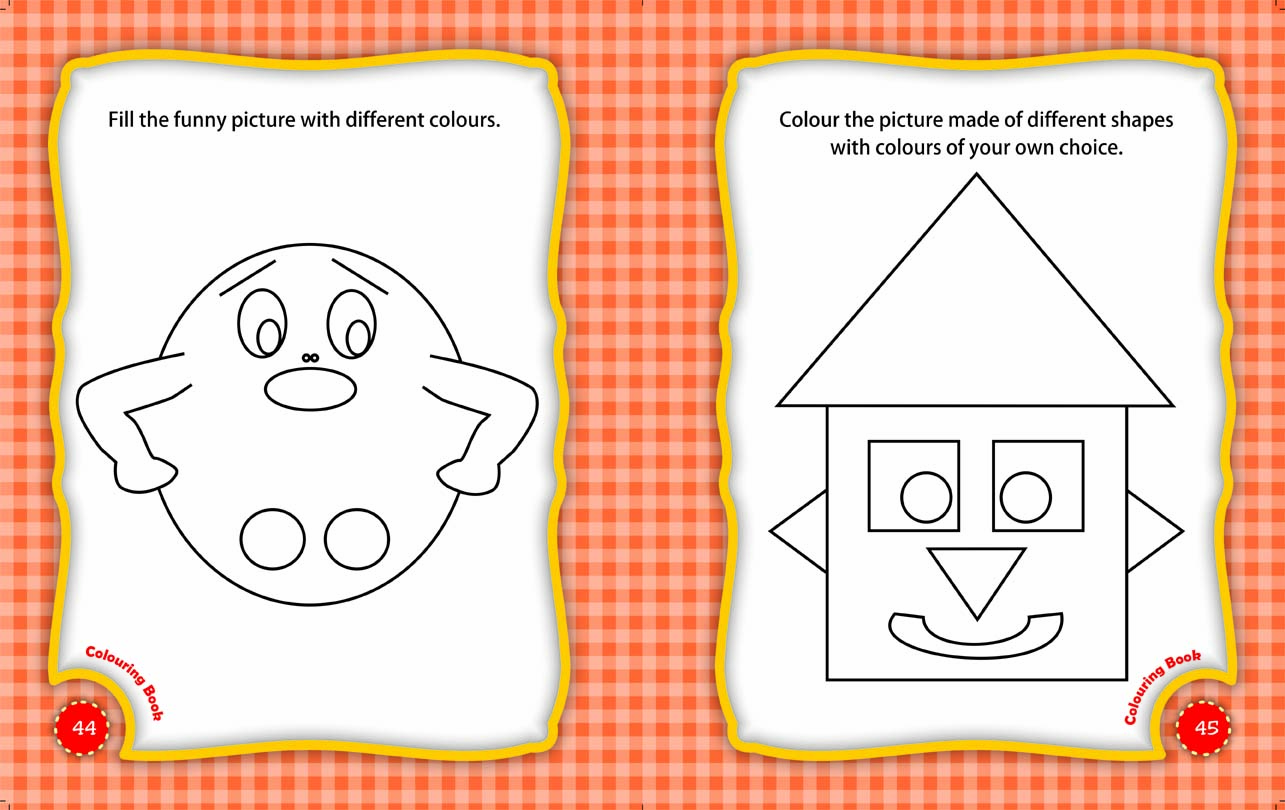 Fill the funny picture with different colours.
Colouring Book
44
Colour the picture made of different shapes
with colours of your own choice.
Colouring Book
45